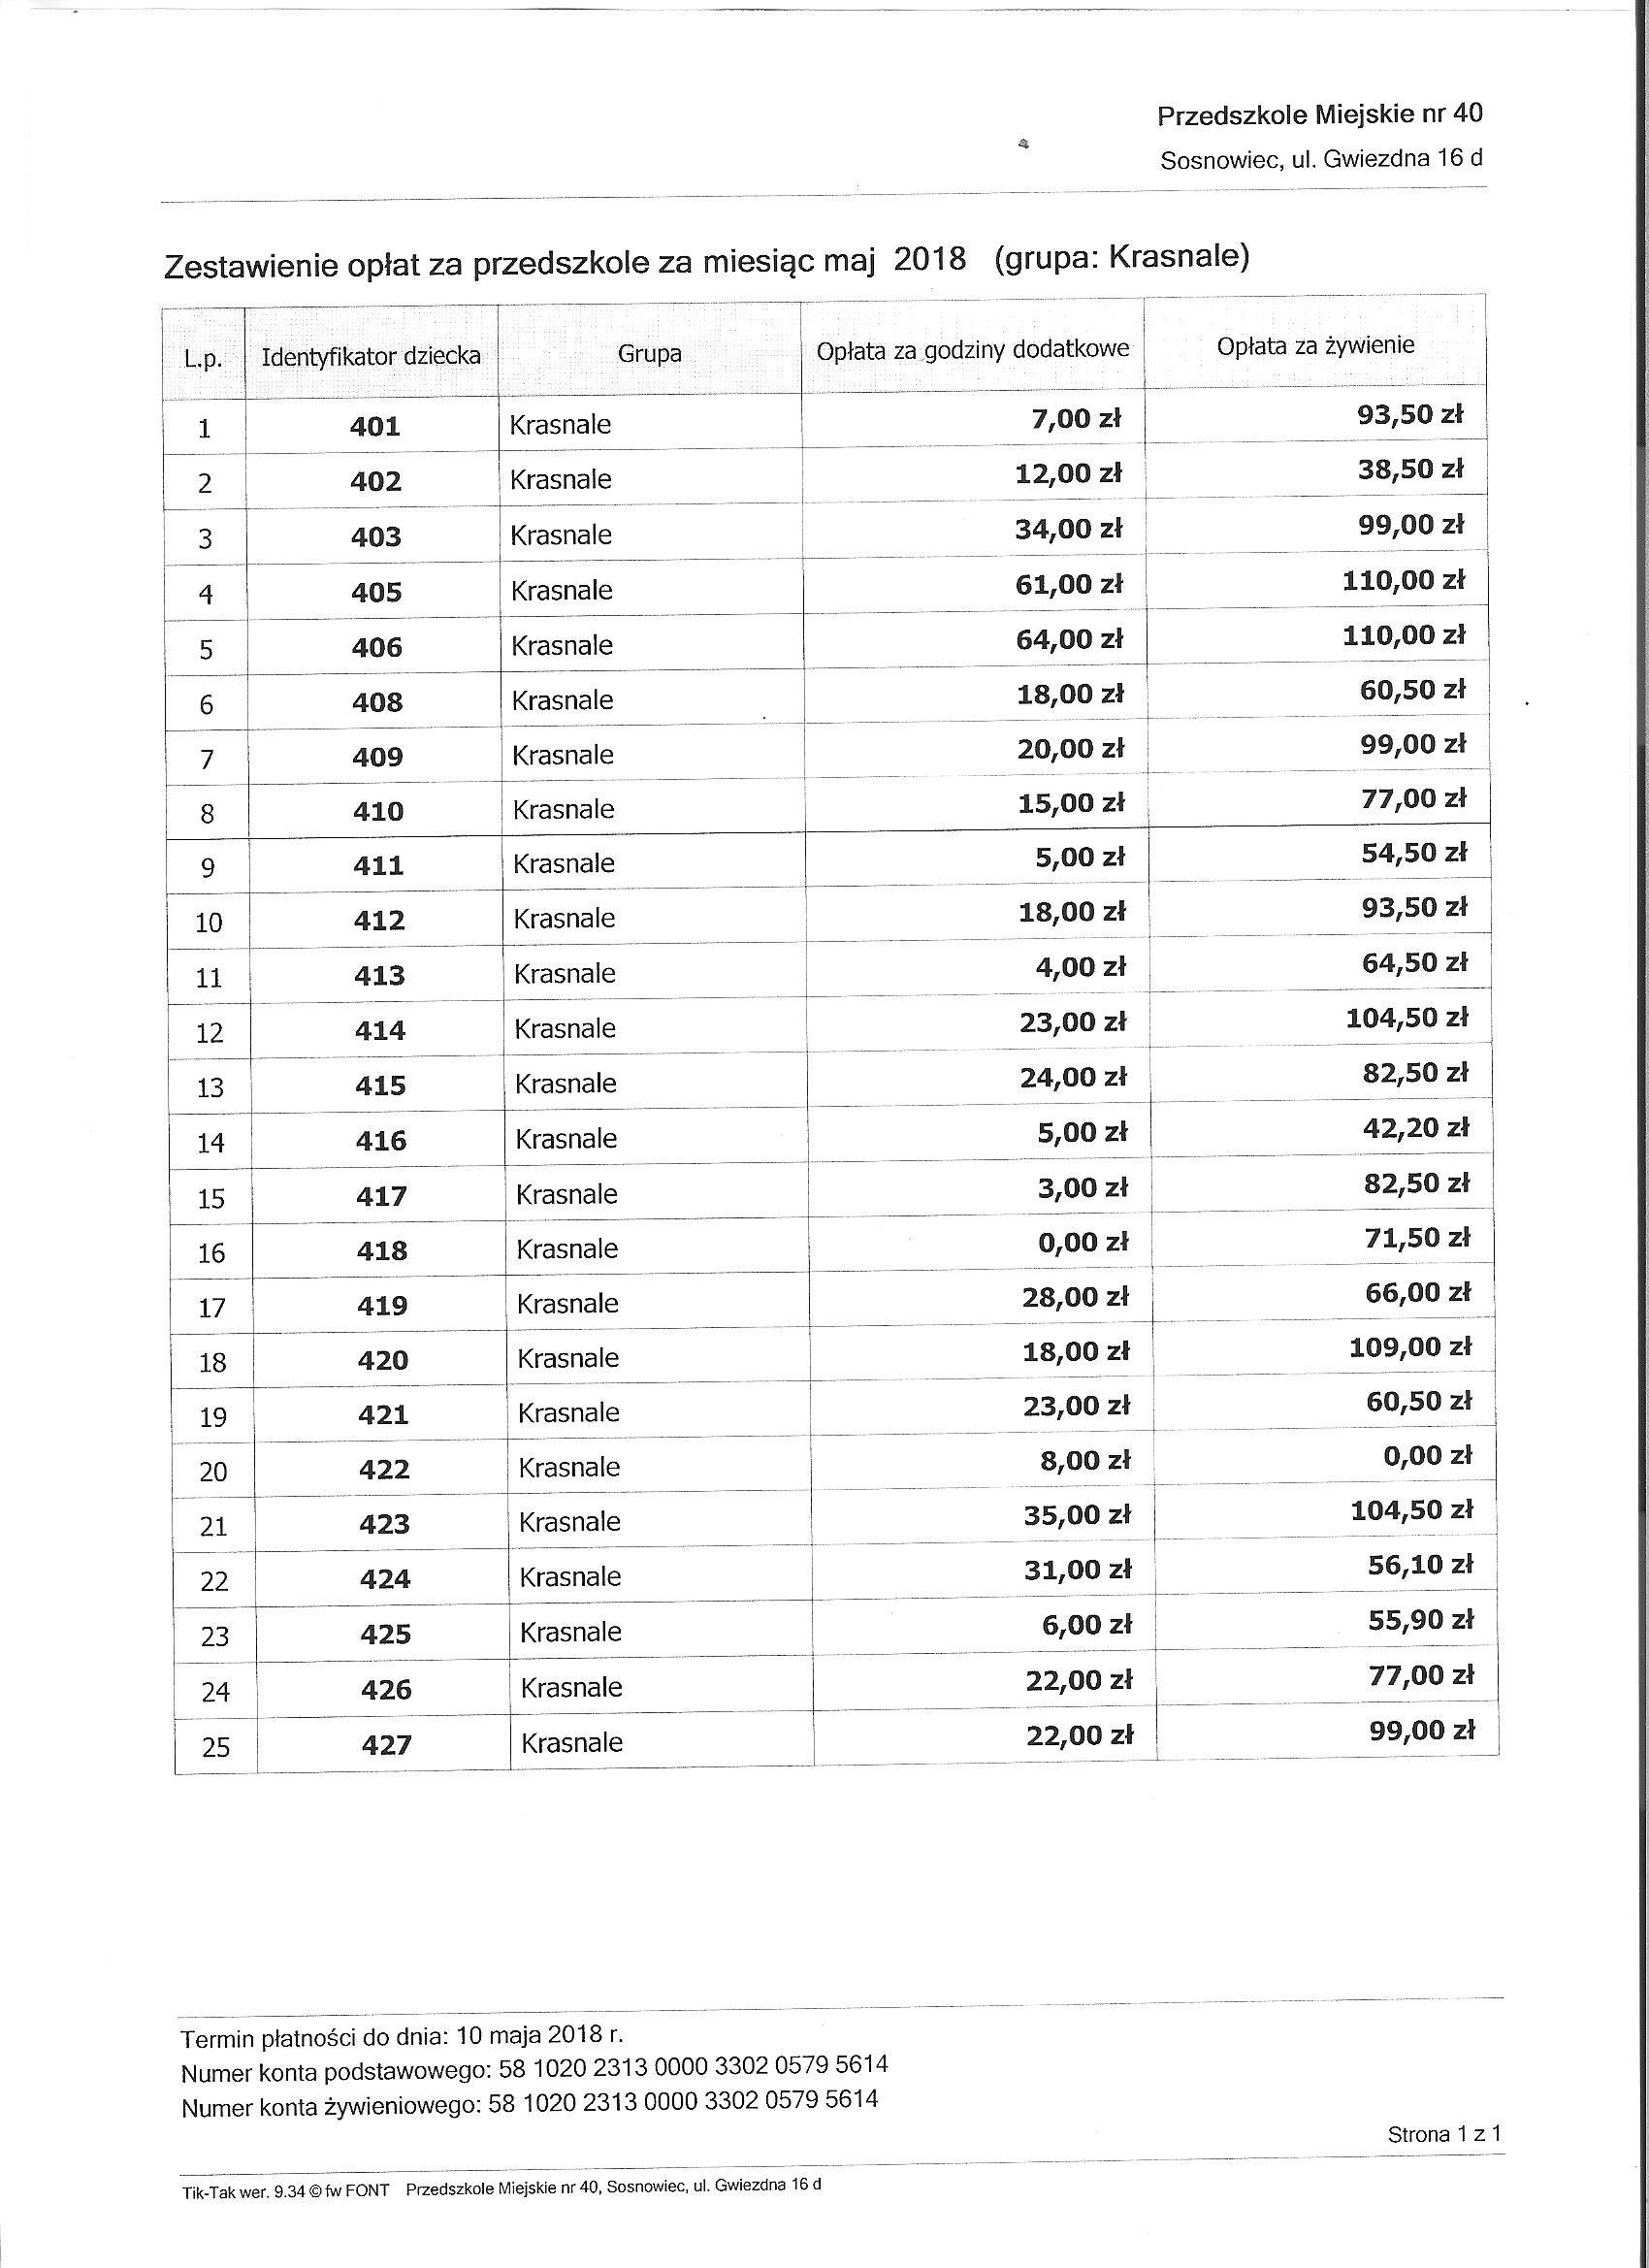 Przedszkole Miejskie nr 40
Sosnowiec, ul. Gwiezdna 16 d
Zestawienie opłat za przedszkole za miesiąc maj 2018 (grupa: Krasnale)
L.p. Identyfikator dziecka Grupa Opłata za godziny dodatkowe Opłata za żywienie
1 401 Krasnale 7,00 zł 93,50 zł
2 402 Krasnale 12,00 zł 38,50 zł
3 403 Krasnale 34,00 zł 99,00 zł
4 405 Krasnale 61,00 zł 110,00 zł
5 406 Krasnale 64,00 zł 110,00 zł
6 408 Krasnale 18,00 zł 60,50 zł
7 409 Krasnale 20,00 zł 99,00 zł
8 410 Krasnale 15,00 zł 77,00 zł
9 411 Krasnale 5,00 zł 54,50 zł
10 412 Krasnale 18,00 zł 93,50 zł
11 413 Krasnale 4,00 zł 64,50 zł
12 414 Krasnale 23,00 zł 104,50 zł
13 415 Krasnale 24,00 zł 82,50 zł
14 416 Krasnale 5,00 zł 42,20 zł
15 417 Krasnale 3,00 zł 82,50 zł
16 418 Krasnale 0,00 zł 71,50 zł
17 419 Krasnale 28,00 zł 66,00 zł
18 420 Krasnale 18,00 zł 109,00 zł
19 421 Krasnale 23,00 zł 60,50 zł
20 422 Krasnale 8,00 zł 0,00 zł
21 423 Krasnale 35,00 zł 104,50 zł
22 424 Krasnale 31,00 zł 56,10 zł
23 425 Krasnale 6,00 zł 55,90 zł
24 426 Krasnale 22,00 zł 77,00 zł
25 427 Krasnale 22,00 zł 99,00 zł
Termin płatności do dnia: 10 maja 2018 r.
Numer konta podstawowego: 58 1020 2313 0000 3302 0579 5614
Numer konta żywieniowego: 58 1020 2313 0000 3302 0579 5614
Strona 1 z 1
Tik-Tak wer. 9.34 © fw FONT Przedszkole Miejskie nr 40, Sosnowiec, ul. Gwiezdna 16 d